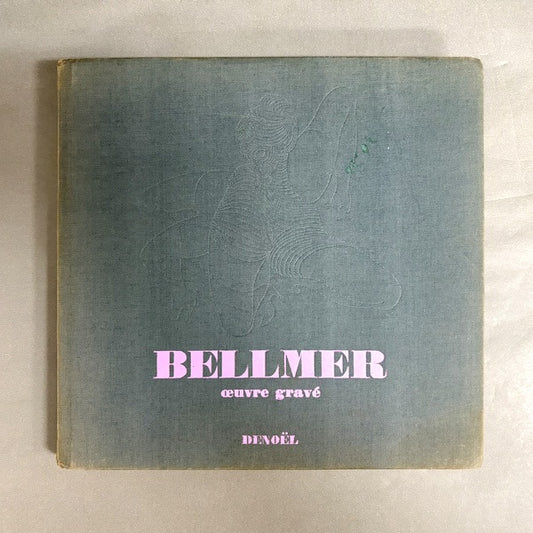 BELLMER
œuvre gravé
DENOËL